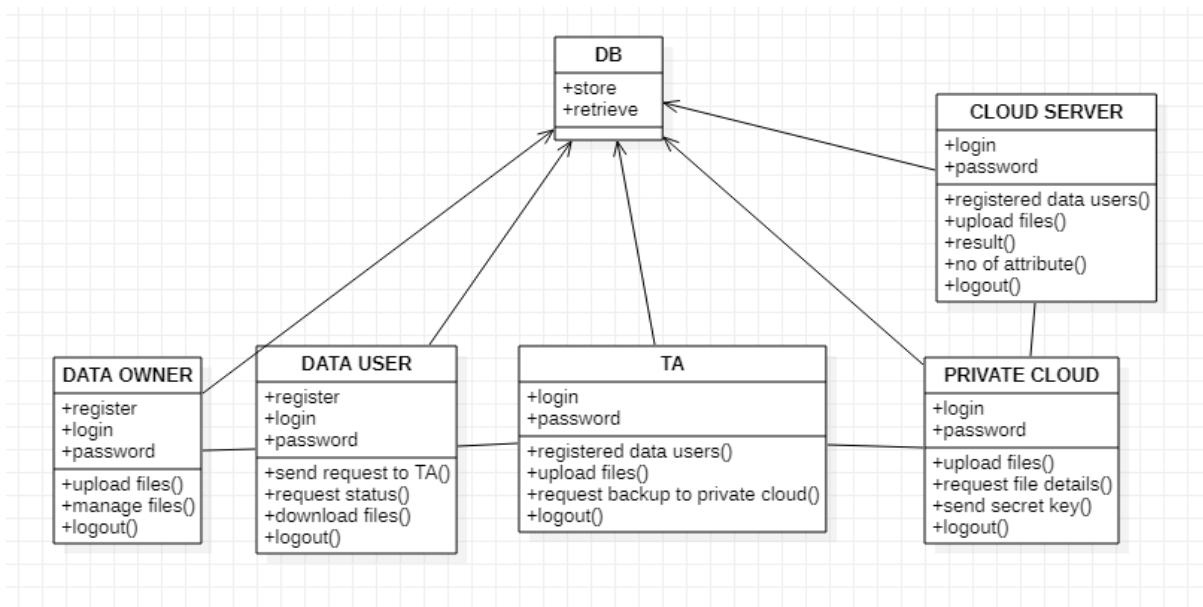 DB
+store
+retrieve
CLOUD SERVER
+login
+password
+registered data users()
+upload files()
+result()
+no of attribute()
+logout()
DATA OWNER
+register
+login
+password
+upload files()
+manage files()
+logout()
DATA USER
+register
+login
+password
+send request to TA()
+request status()
+download files()
+logout()
TA
+login
+password
+registered data users()
+upload files()
+request backup to private cloud()
+logout()
PRIVATE CLOUD
+login
+password
+upload files()
+request file details()
+send secret key()
+logout()